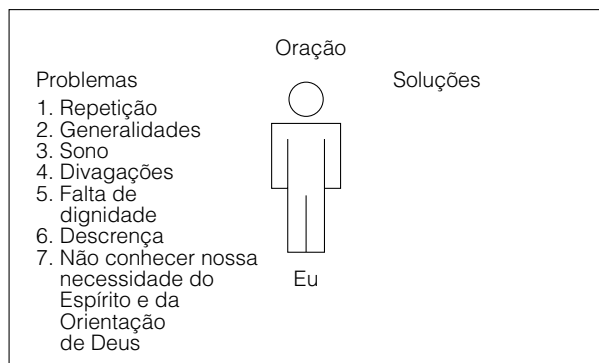 Oração
Problemas
1. Repetição
2. Generalidades
3. Sono
4. Divagações
5. Falta de
dignidade
6. Descrença
7. Não conhecer nossa
necessidade do
Espírito e da
Orientação
de Deus
Eu
Soluções